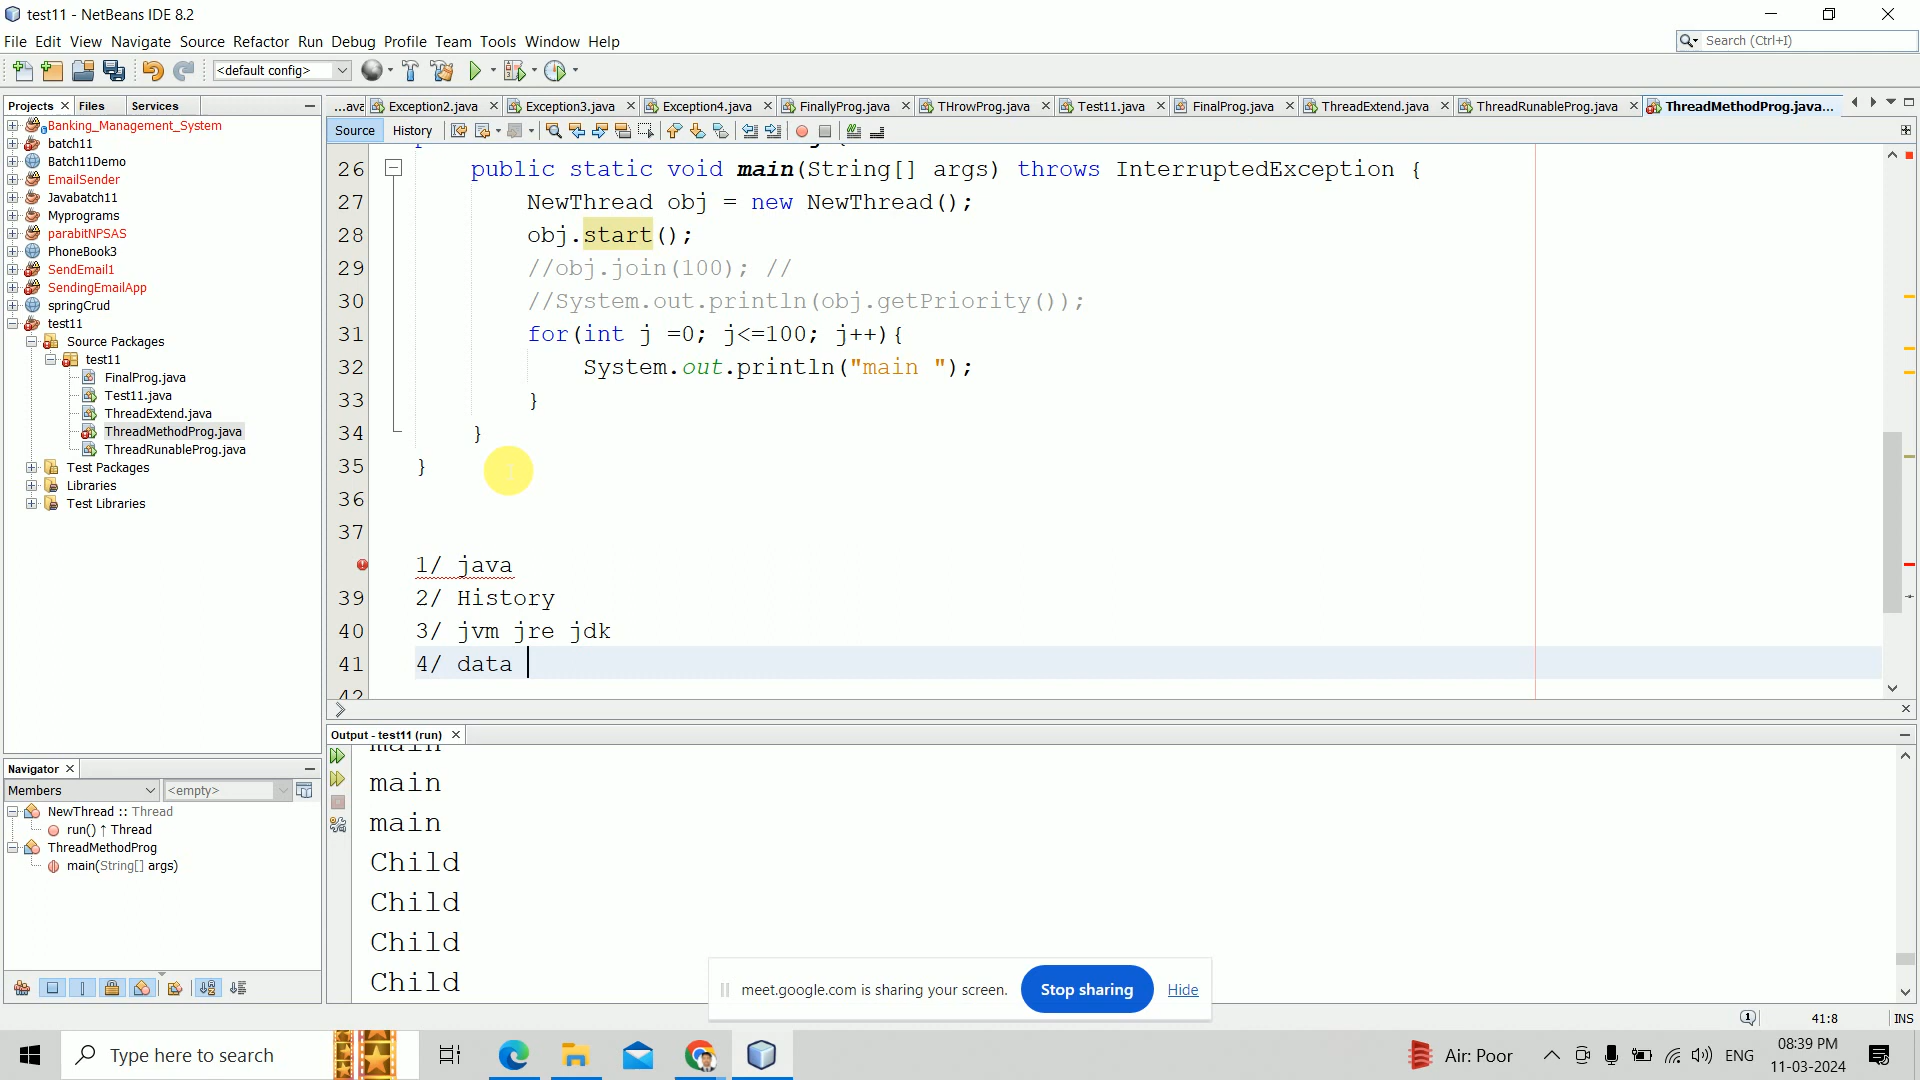 test11 - NetBeans IDE 8.2
File Edit View Navigate Source Refactor Run Debug Profile Team Tools Window Help
Search (Ctrl+I)
<default config>
Projects Files Services
...ava Exception2.java Exception3.java Exception4.java FinallyProg.java THrowProg.java Test11.java FinalProg.java ThreadExtend.java ThreadRunableProg.java ThreadMethodProg.java...
Source History
Banking_Management_System
batch11
Batch11Demo
EmailSender
Javabatch11
Myprograms
parabitNPSAS
PhoneBook3
SendEmail1
SendingEmailApp
springCrud
test11
Source Packages
test11
FinalProg.java
Test11.java
ThreadExtend.java
ThreadMethodProg.java
ThreadRunableProg.java
Test Packages
Libraries
Test Libraries
26 public static void main(String[] args) throws InterruptedException {
27 NewThread obj = new NewThread();
28 obj.start();
29 //obj.join(100); //
30 //System.out.println(obj.getPriority());
31 for(int j =0; j<=100; j++){
32 System.out.println("main ");
33 }
34 }
35 }
36
37
1/ java
39 2/ History
40 3/ jvm jre jdk
41 4/ data
42
Output - test11 (run)
main
main
main
Child
Child
Child
Child
Navigator
Members <empty>
NewThread :: Thread
run() ↑ Thread
ThreadMethodProg
main(String[] args)
meet.google.com is sharing your screen. Stop sharing Hide
41:8 INS
Type here to search
Air: Poor
ENG
08:39 PM
11-03-2024